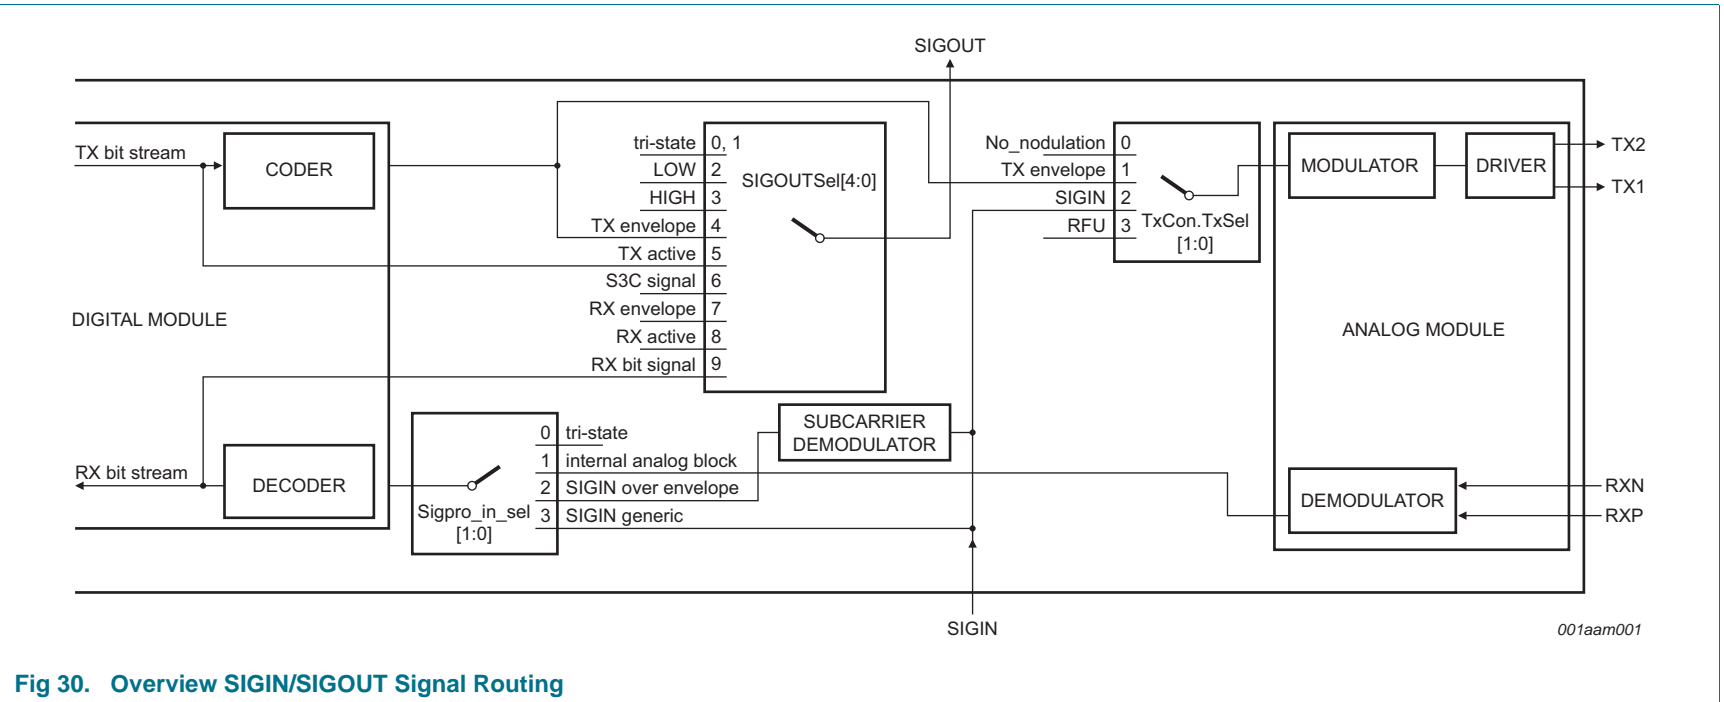 SIGOUT
TX bit stream
CODER
tri-state 0, 1
LOW 2
HIGH 3
TX envelope 4
TX active 5
S3C signal 6
RX envelope 7
RX active 8
RX bit signal 9
SIGOUTSel[4:0]
No_nodulation 0
TX envelope 1
SIGIN 2
RFU 3
TxCon.TxSel
[1:0]
MODULATOR
DRIVER
TX2
TX1
DIGITAL MODULE
ANALOG MODULE
RX bit stream
DECODER
Sigpro_in_sel
[1:0]
0 tri-state
1 internal analog block
2 SIGIN over envelope
3 SIGIN generic
SUBCARRIER
DEMODULATOR
DEMODULATOR
RXN
RXP
SIGIN
001aam001
Fig 30. Overview SIGIN/SIGOUT Signal Routing